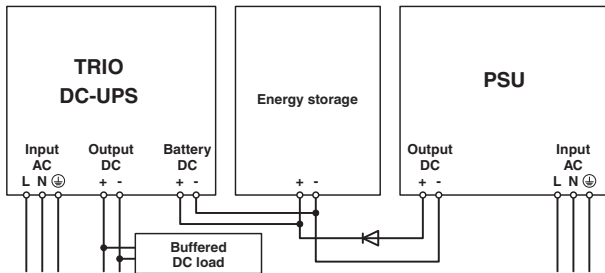 TRIO
DC-UPS
Input
AC
L N
Output
DC
+ -
Battery
DC
+ -
Energy storage
+ -
PSU
Output
DC
+ -
Input
AC
L N
Buffered
DC load